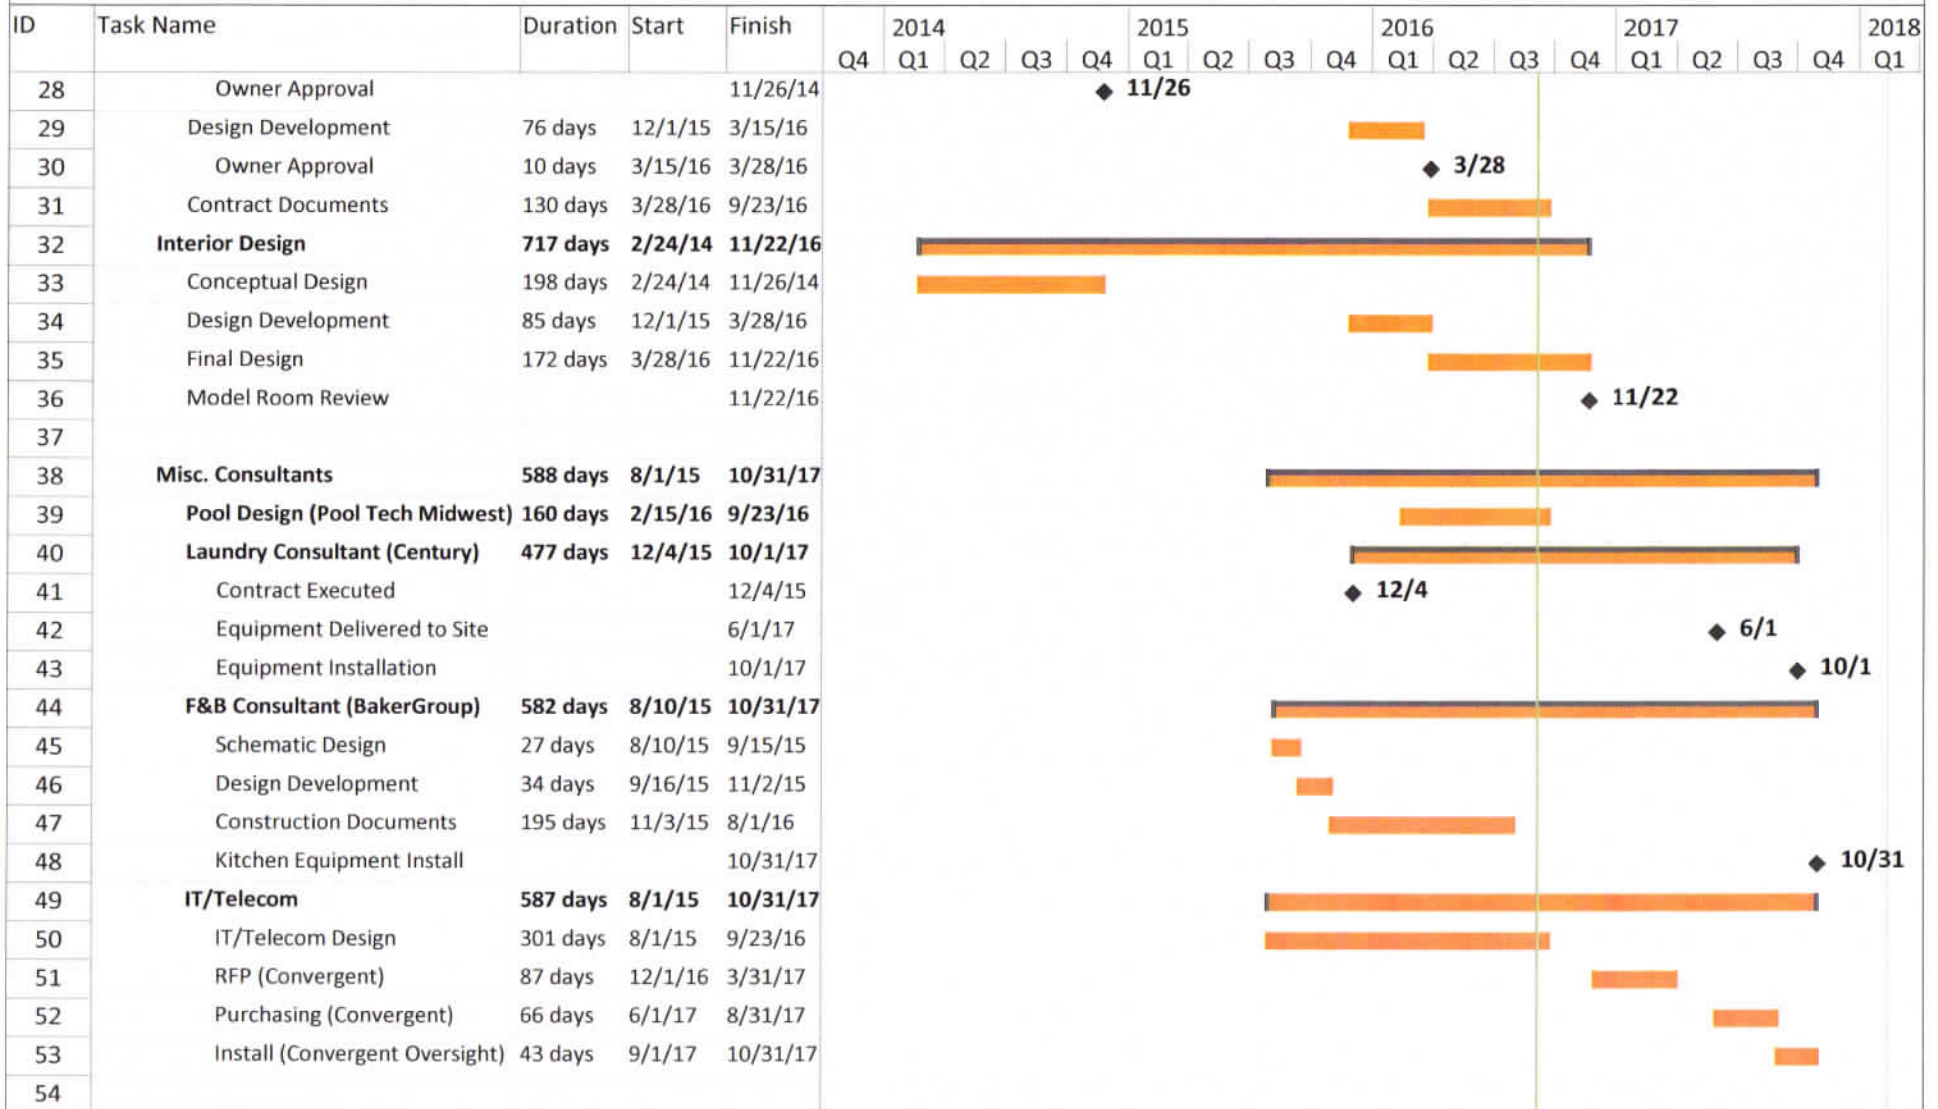 ID Task Name Duration Start Finish 2014 2015 2016 2017 2018
Q4 Q1 Q2 Q3 Q4 Q1 Q2 Q3 Q4 Q1 Q2 Q3 Q4 Q1 Q2 Q3 Q4 Q1
28 Owner Approval 11/26/14 11/26
29 Design Development 76 days 12/1/15 3/15/16
30 Owner Approval 10 days 3/15/16 3/28/16 3/28
31 Contract Documents 130 days 3/28/16 9/23/16
32 Interior Design 717 days 2/24/14 11/22/16
33 Conceptual Design 198 days 2/24/14 11/26/14
34 Design Development 85 days 12/1/15 3/28/16
35 Final Design 172 days 3/28/16 11/22/16
36 Model Room Review 11/22/16 11/22
37
38 Misc. Consultants 588 days 8/1/15 10/31/17
39 Pool Design (Pool Tech Midwest) 160 days 2/15/16 9/23/16
40 Laundry Consultant (Century) 477 days 12/4/15 10/1/17
41 Contract Executed 12/4/15 12/4
42 Equipment Delivered to Site 6/1/17 6/1
43 Equipment Installation 10/1/17 10/1
44 F&B Consultant (BakerGroup) 582 days 8/10/15 10/31/17
45 Schematic Design 27 days 8/10/15 9/15/15
46 Design Development 34 days 9/16/15 11/2/15
47 Construction Documents 195 days 11/3/15 8/1/16
48 Kitchen Equipment Install 10/31/17 10/31
49 IT/Telecom 587 days 8/1/15 10/31/17
50 IT/Telecom Design 301 days 8/1/15 9/23/16
51 RFP (Convergent) 87 days 12/1/16 3/31/17
52 Purchasing (Convergent) 66 days 6/1/17 8/31/17
53 Install (Convergent Oversight) 43 days 9/1/17 10/31/17
54